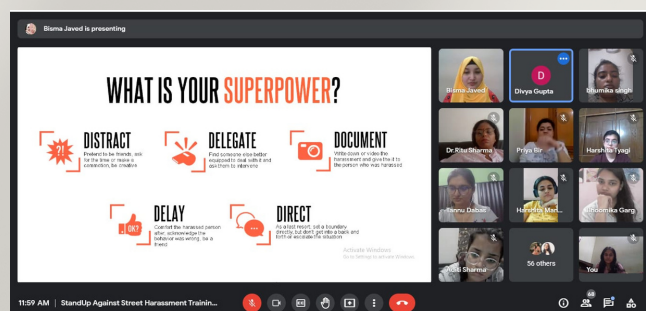 Bisma Javed is presenting
WHAT IS YOUR SUPERPOWER?
?!
DISTRACT
Pretend to be friends, ask
for the time or make a
commotion, be creative
DELEGATE
Find someone else better
equipped to deal with it and
ask them to intervene
DOCUMENT
Write down or video the
harassment and give the it to
the person who was harassed
OK?
DELAY
Comfort the harassed person
after, acknowledge the
behavior was wrong, be a
friend
DIRECT
As a last resort, set a boundary
directly, but don't get into a back and
forth or escalate the situation
Activate Windows
Go to Settings to activate Windows.
Bisma Javed
D
Divya Gupta
bhumika singh
Dr.Ritu Sharma
Priya Bir
Harshita Tyagi
Tannu Dabas
Harshita Man...
Bhoomika Garg
Aditi Sharma
56 others
You
11:59 AM | StandUp Against Street Harassment Trainin...
68